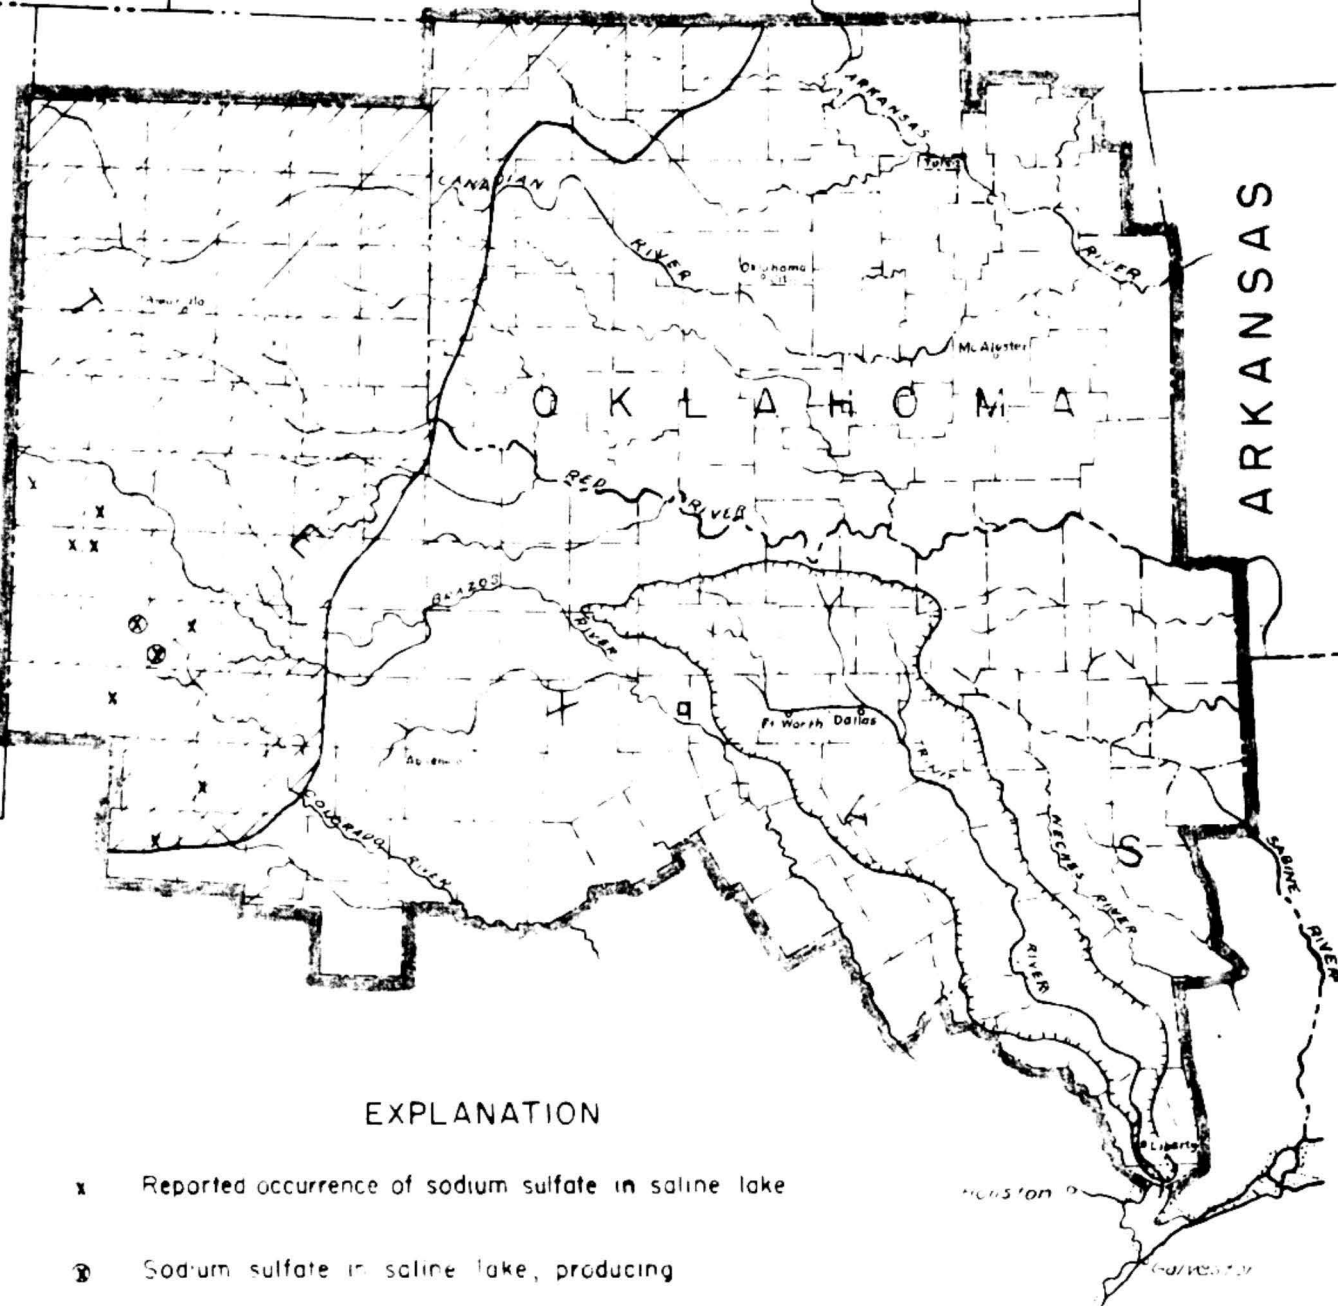 ARKANSAS
RIVER
Tulsa
CANADIAN
RIVER
Oklahoma
City
McAlester
ARKANSAS
OKLAHOMA
RED
RIVER
BRAZOS
RIVER
Ft Worth
Dallas
T
E
X
A
S
COLORADO RIVER
RIVER
NECHES RIVER
SABINE
RIVER
Liberty
Houston
Galveston
EXPLANATION
x Reported occurrence of sodium sulfate in saline lake
ⓧ Sodium sulfate in saline lake, producing